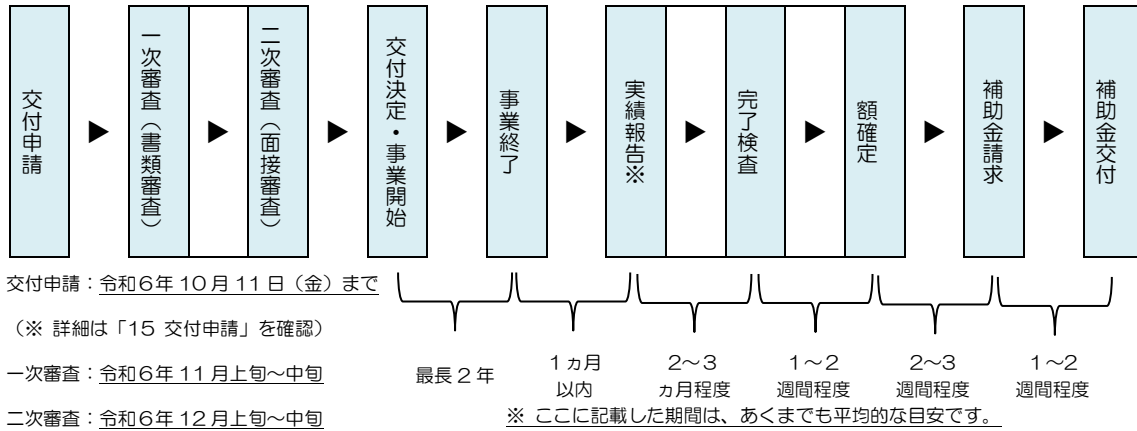 交付申請
▶
一次審査（書類審査）
▶
二次審査（面接審査）
▶
交付決定・事業開始
▶
事業終了
▶
実績報告※
▶
完了検査
▶
額確定
▶
補助金請求
▶
補助金交付
交付申請：令和６年 10 月 11 日（金）まで
（※ 詳細は「15 交付申請」を確認）
一次審査：令和６年 11 月上旬～中旬
二次審査：令和６年 12 月上旬～中旬
最長２年
１ヵ月
以内
２～３
ヵ月程度
１～２
週間程度
２～３
週間程度
１～２
週間程度
※ ここに記載した期間は、あくまでも平均的な目安です。